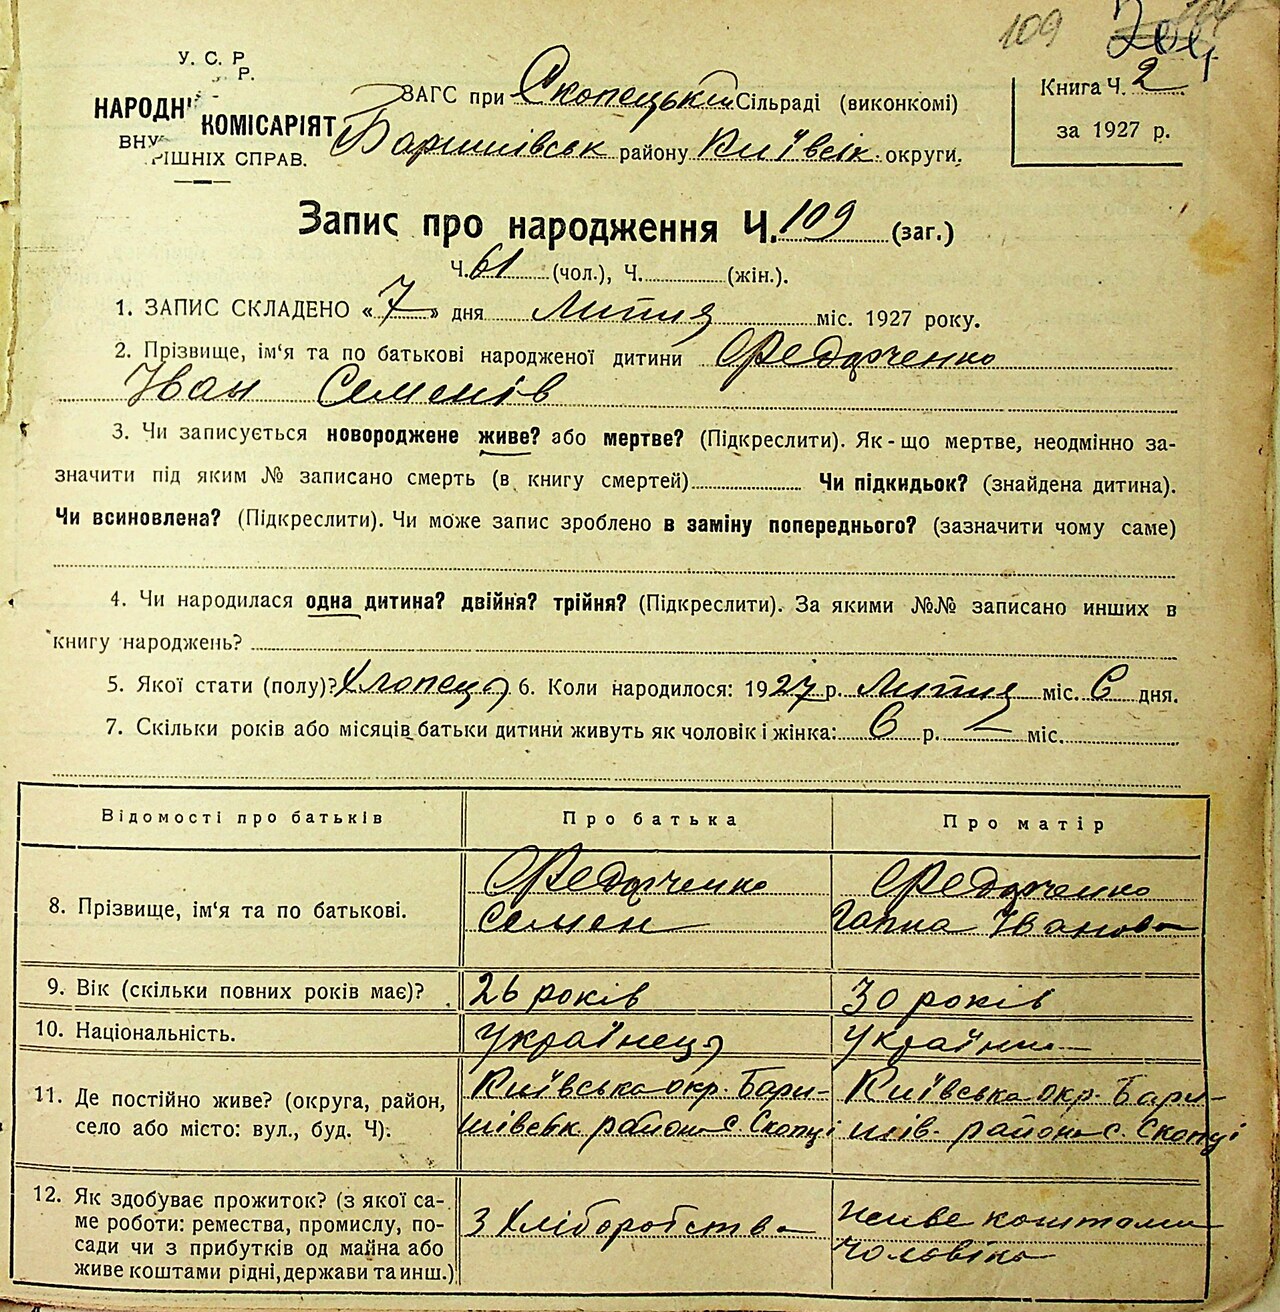 109
204
У. С. Р.
Р.
НАРОДНІ КОМІСАРІЯТ
ВНУ РІШНІХ СПРАВ.
ЗАГС при Скопецький Сільраді (виконкомі)
Баришівськ району Київсік. округи.
Книга Ч. 2
за 1927 р.
Запис про народження Ч. 109 (заг.)
Ч. 61 (чол.), Ч. (жін.).
1. ЗАПИС СКЛАДЕНО «7» дня Липня міс. 1927 року.
2. Прізвище, ім‘я та по батькові народженої дитини Федорченко
Іван Семенів
3. Чи записується новороджене живе? або мертве? (Підкреслити). Як-що мертве, неодмінно за-
значити під яким № записано смерть (в книгу смертей) Чи підкидьок? (знайдена дитина).
Чи всиновлена? (Підкреслити). Чи може запис зроблено в заміну попереднього? (зазначити чому саме)
4. Чи народилася одна дитина? двійня? трійня? (Підкреслити). За якими №№ записано инших в
книгу народжень?
5. Якої стати (полу)? Хлопець 6. Коли народилося: 1927 р. Липня міс. 6 дня.
7. Скільки років або місяців батьки дитини живуть як чоловік і жінка: 6 р. — міс.
Відомості про батьків Про батька Про матір
8. Прізвище, ім‘я та по батькові.
Федорченко
Семен
Федорченко
Ганна Іванова
9. Вік (скільки повних років має)? 26 років 30 років
10. Національність. Українець Українка
11. Де постійно живе? (округа, район,
село або місто: вул., буд. Ч).
Київська окр. Бари-
шівськ району с. Скопці
Київська окр. Бари-
шів. району с. Скопці
12. Як здобуває прожиток? (з якої са-
ме роботи: ремества, промислу, по-
сади чи з прибутків од майна або
живе коштами рідні, держави та инш.)
З Хліборобства
живе коштами
чоловіка